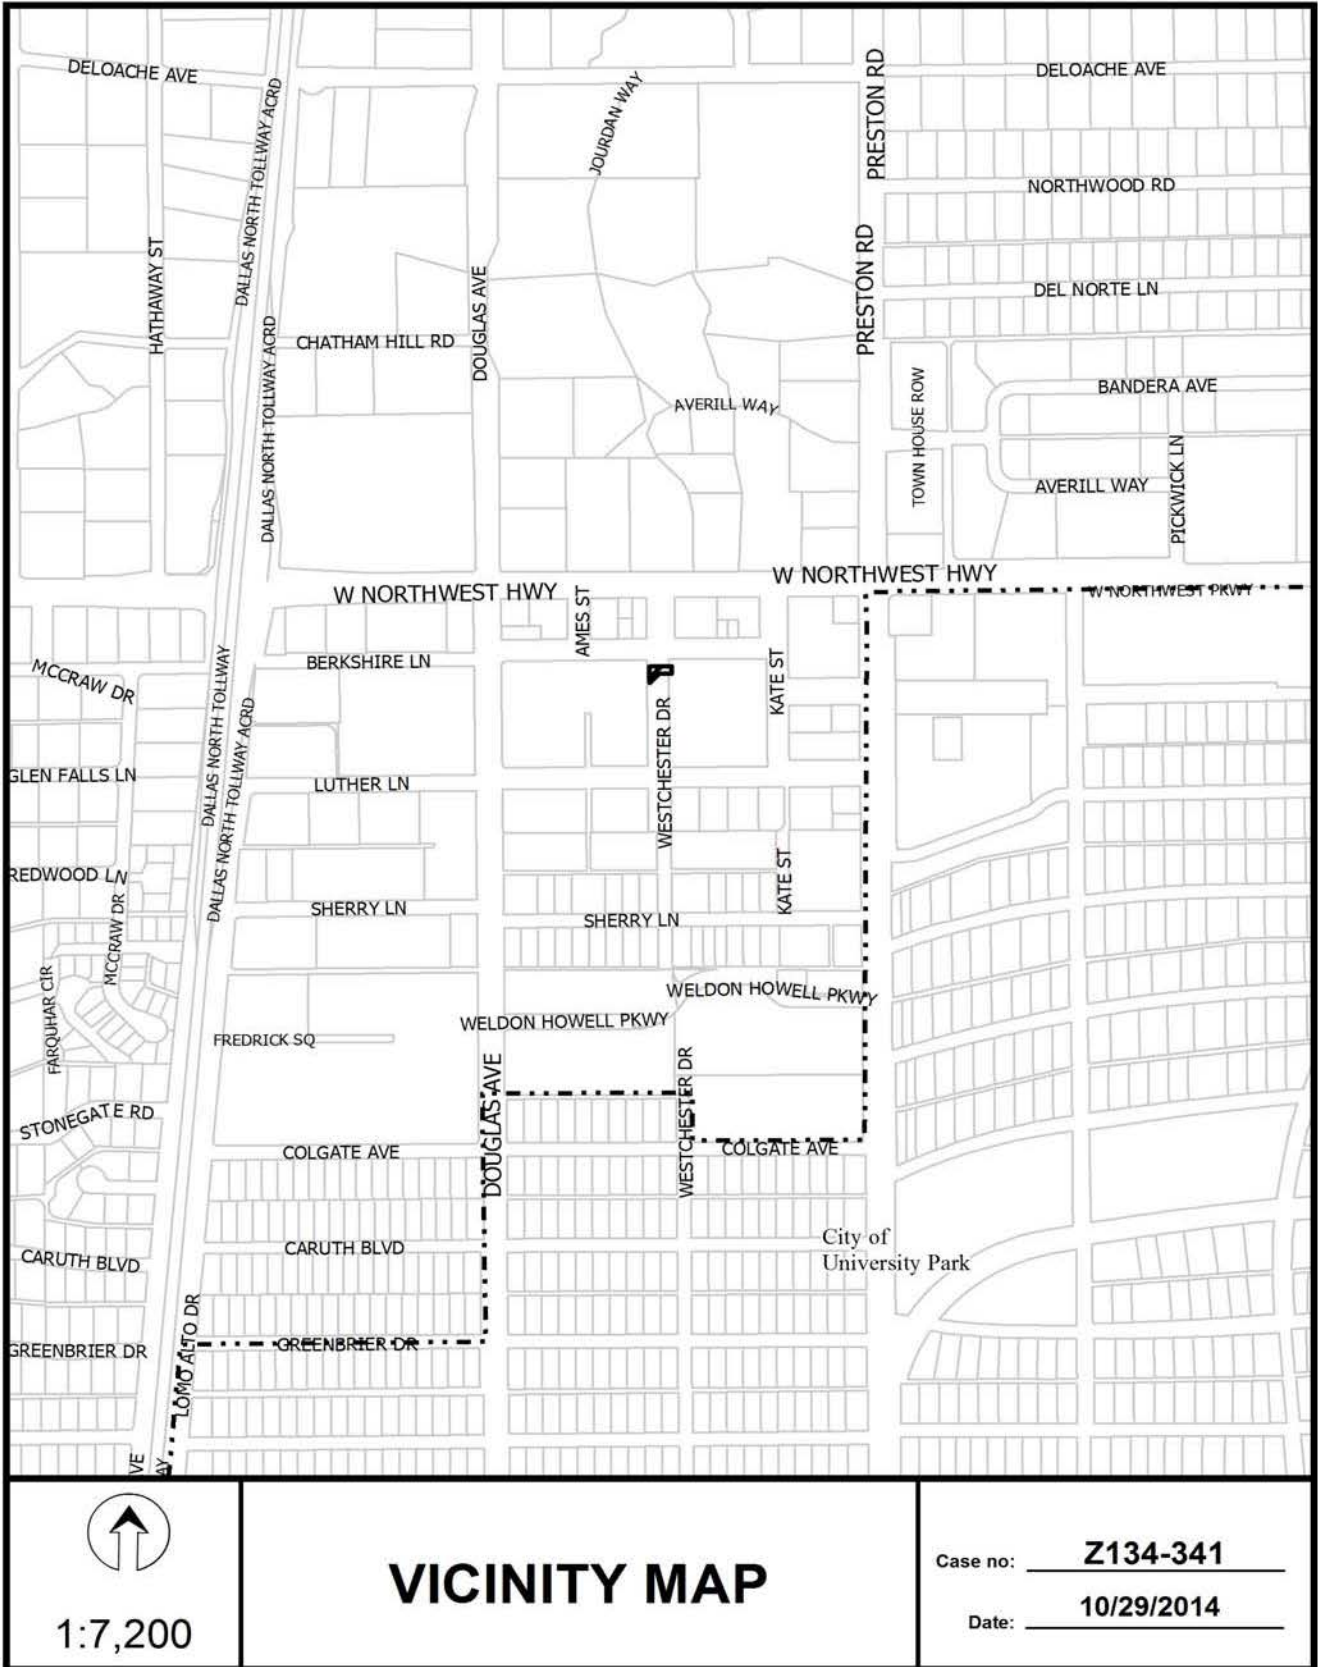 DELOACHE AVE
DELOACHE AVE
PRESTON RD
JOURDAN WAY
DALLAS NORTH TOLLWAY ACRD
NORTHWOOD RD
HATHAWAY ST
DOUGLAS AVE
PRESTON RD
DEL NORTE LN
CHATHAM HILL RD
DALLAS NORTH TOLLWAY ACRD
TOWN HOUSE ROW
BANDERA AVE
AVERILL WAY
AVERILL WAY
PICKWICK LN
W NORTHWEST HWY
W NORTHWEST HWY
W NORTHWEST PKWY
AMES ST
MCCRAW DR
BERKSHIRE LN
KATE ST
DALLAS NORTH TOLLWAY
DALLAS NORTH TOLLWAY ACRD
WESTCHESTER DR
GLEN FALLS LN
LUTHER LN
REDWOOD LN
MCCRAW DR
SHERRY LN
SHERRY LN
KATE ST
FARQUHAR CIR
WELDON HOWELL PKWY
WELDON HOWELL PKWY
FREDRICK SQ
DOUGLAS AVE
WESTCHESTER DR
STONEGATE RD
COLGATE AVE
COLGATE AVE
CARUTH BLVD
CARUTH BLVD
City of
University Park
LOMO ALTO DR
GREENBRIER DR
GREENBRIER DR
VE
AY
1:7,200
VICINITY MAP
Case no: Z134-341
Date: 10/29/2014